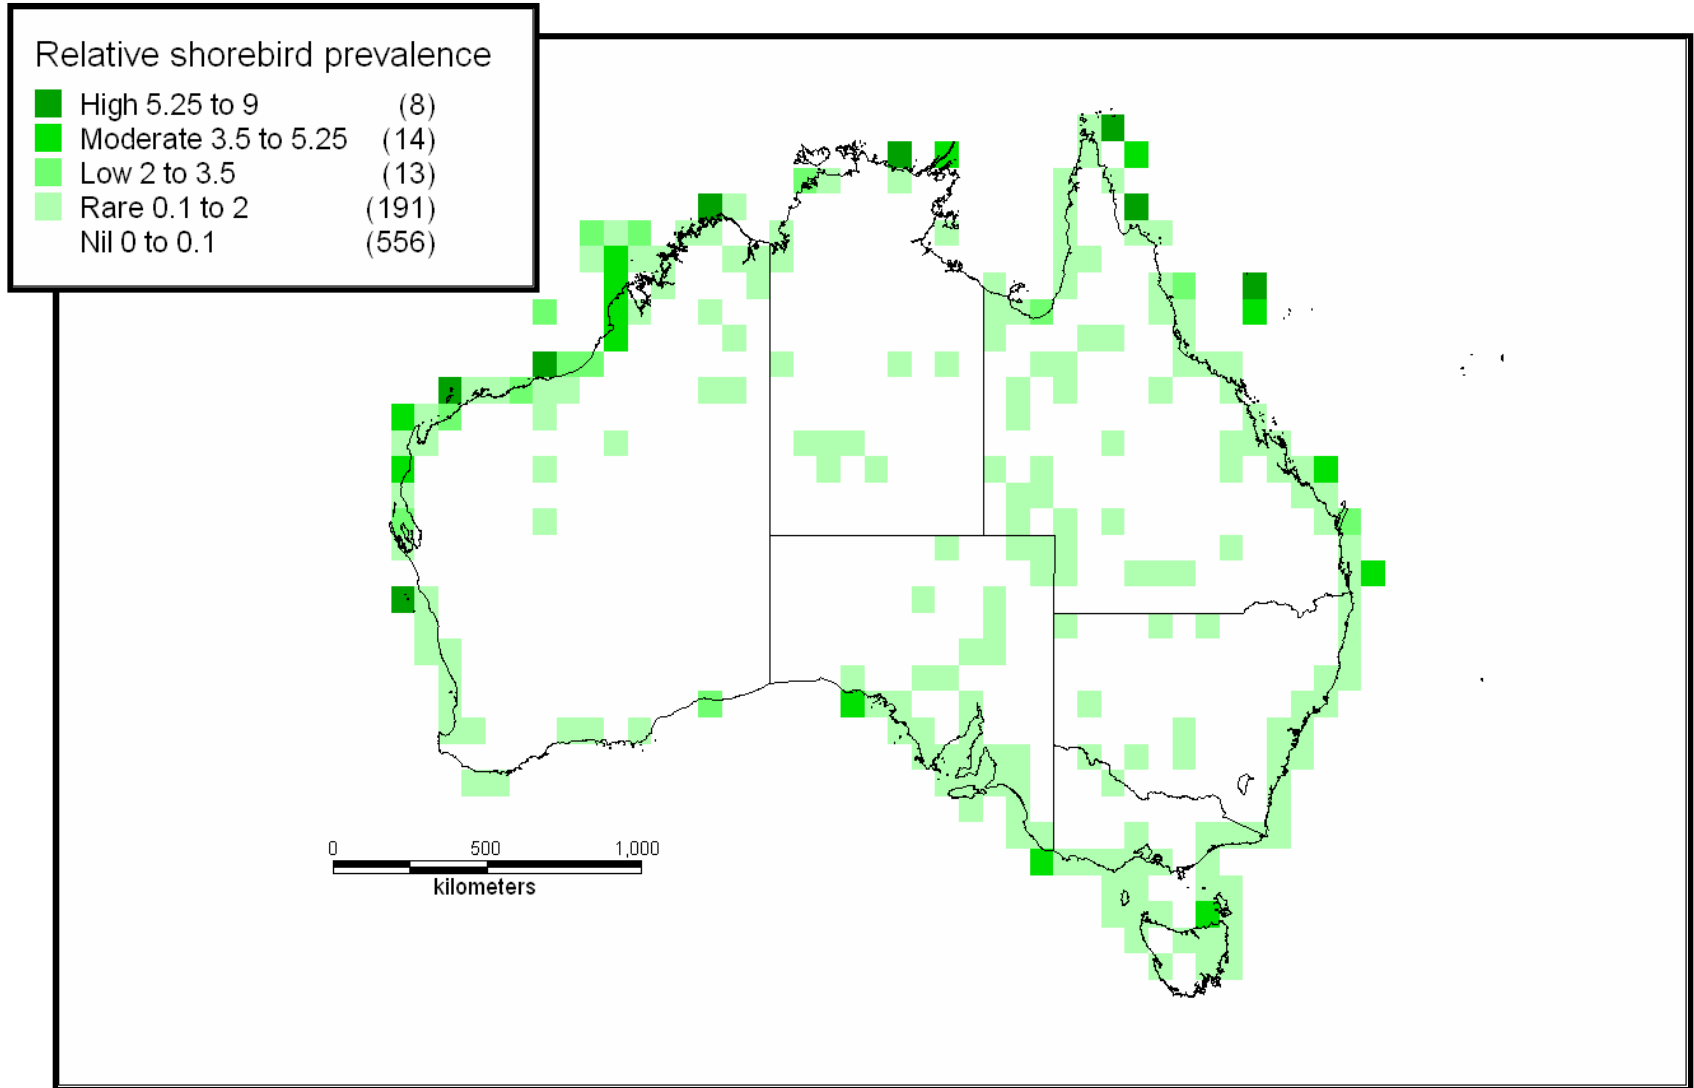 Relative shorebird prevalence
High 5.25 to 9 (8)
Moderate 3.5 to 5.25 (14)
Low 2 to 3.5 (13)
Rare 0.1 to 2 (191)
Nil 0 to 0.1 (556)
0 500 1,000
kilometers